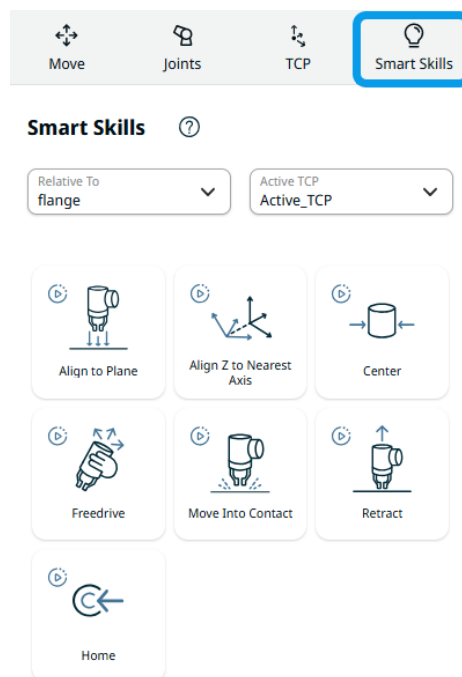 Move Joints TCP Smart Skills
Smart Skills ?
Relative To Active TCP
flange Active_TCP
Align to Plane Align Z to Nearest Axis Center
Freedrive Move Into Contact Retract
Home